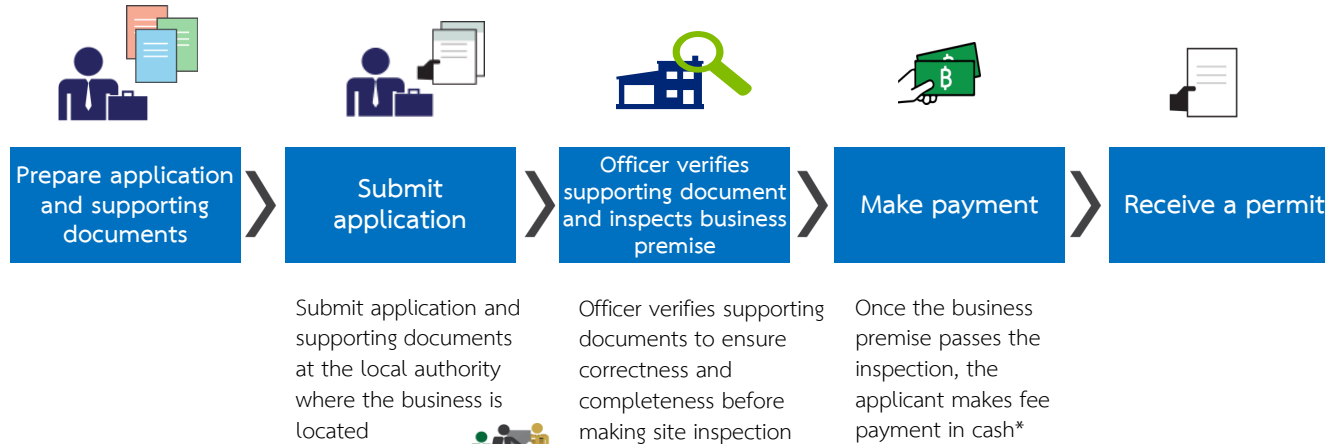 Prepare application
and supporting
documents
Submit
application
Officer verifies
supporting document
and inspects business
premise
Make payment
Receive a permit
Submit application and
supporting documents
at the local authority
where the business is
located
Officer verifies supporting
documents to ensure
correctness and
completeness before
making site inspection
Once the business
premise passes the
inspection, the
applicant makes fee
payment in cash*
฿
฿